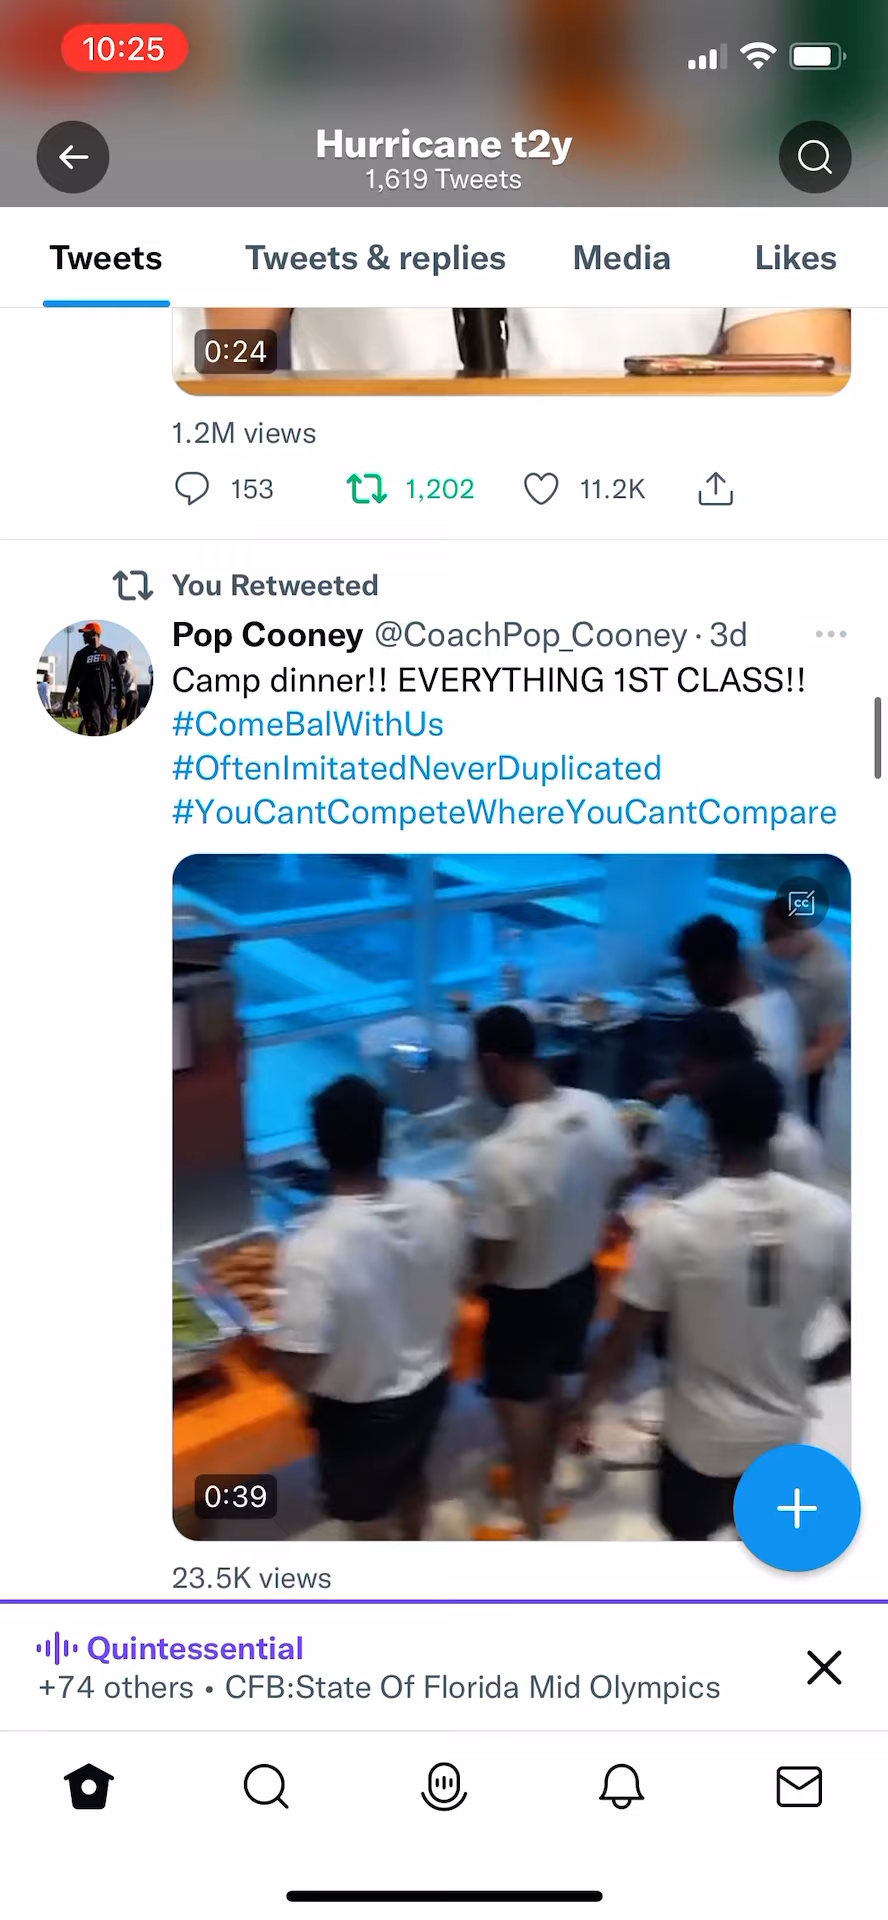 10:25
Hurricane t2y
1,619 Tweets
Tweets
Tweets & replies
Media
Likes
0:24
1.2M views
153
1,202
11.2K
You Retweeted
Pop Cooney @CoachPop_Cooney · 3d
Camp dinner!! EVERYTHING 1ST CLASS!!
#ComeBalWithUs
#OftenImitatedNeverDuplicated
#YouCantCompeteWhereYouCantCompare
CC
0:39
23.5K views
Quintessential
+74 others • CFB:State Of Florida Mid Olympics